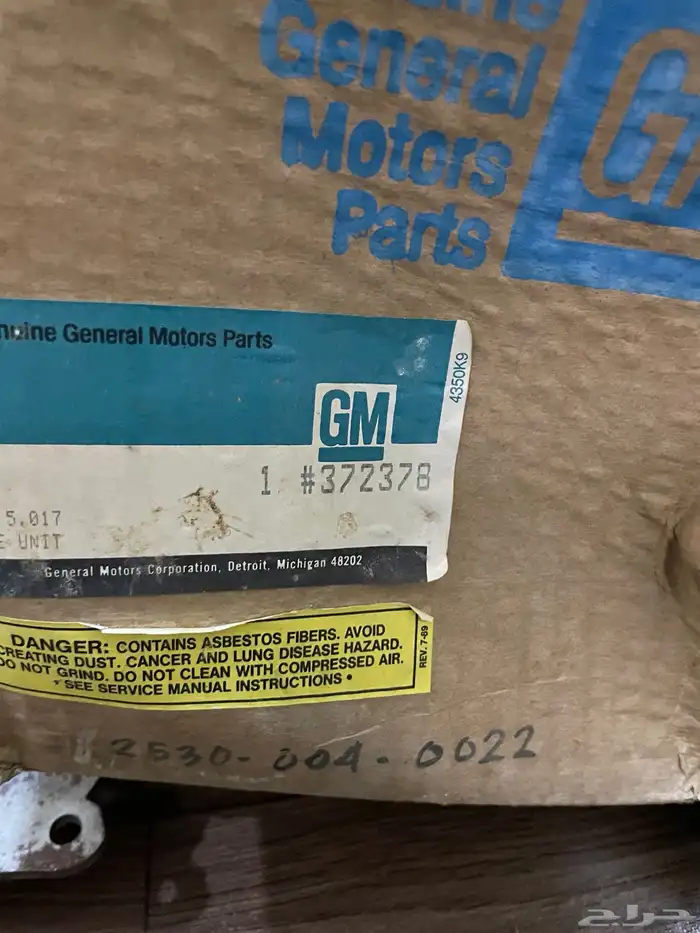 uine
General
Motors
Parts
GM
nuine General Motors Parts
4350K9
GM
1 #372378
5.017
E UNIT
General Motors Corporation, Detroit, Michigan 48202
DANGER: CONTAINS ASBESTOS FIBERS. AVOID
CREATING DUST. CANCER AND LUNG DISEASE HAZARD.
DO NOT GRIND. DO NOT CLEAN WITH COMPRESSED AIR.
* SEE SERVICE MANUAL INSTRUCTIONS •
REV. 7-89
2530-004-0022
حراج